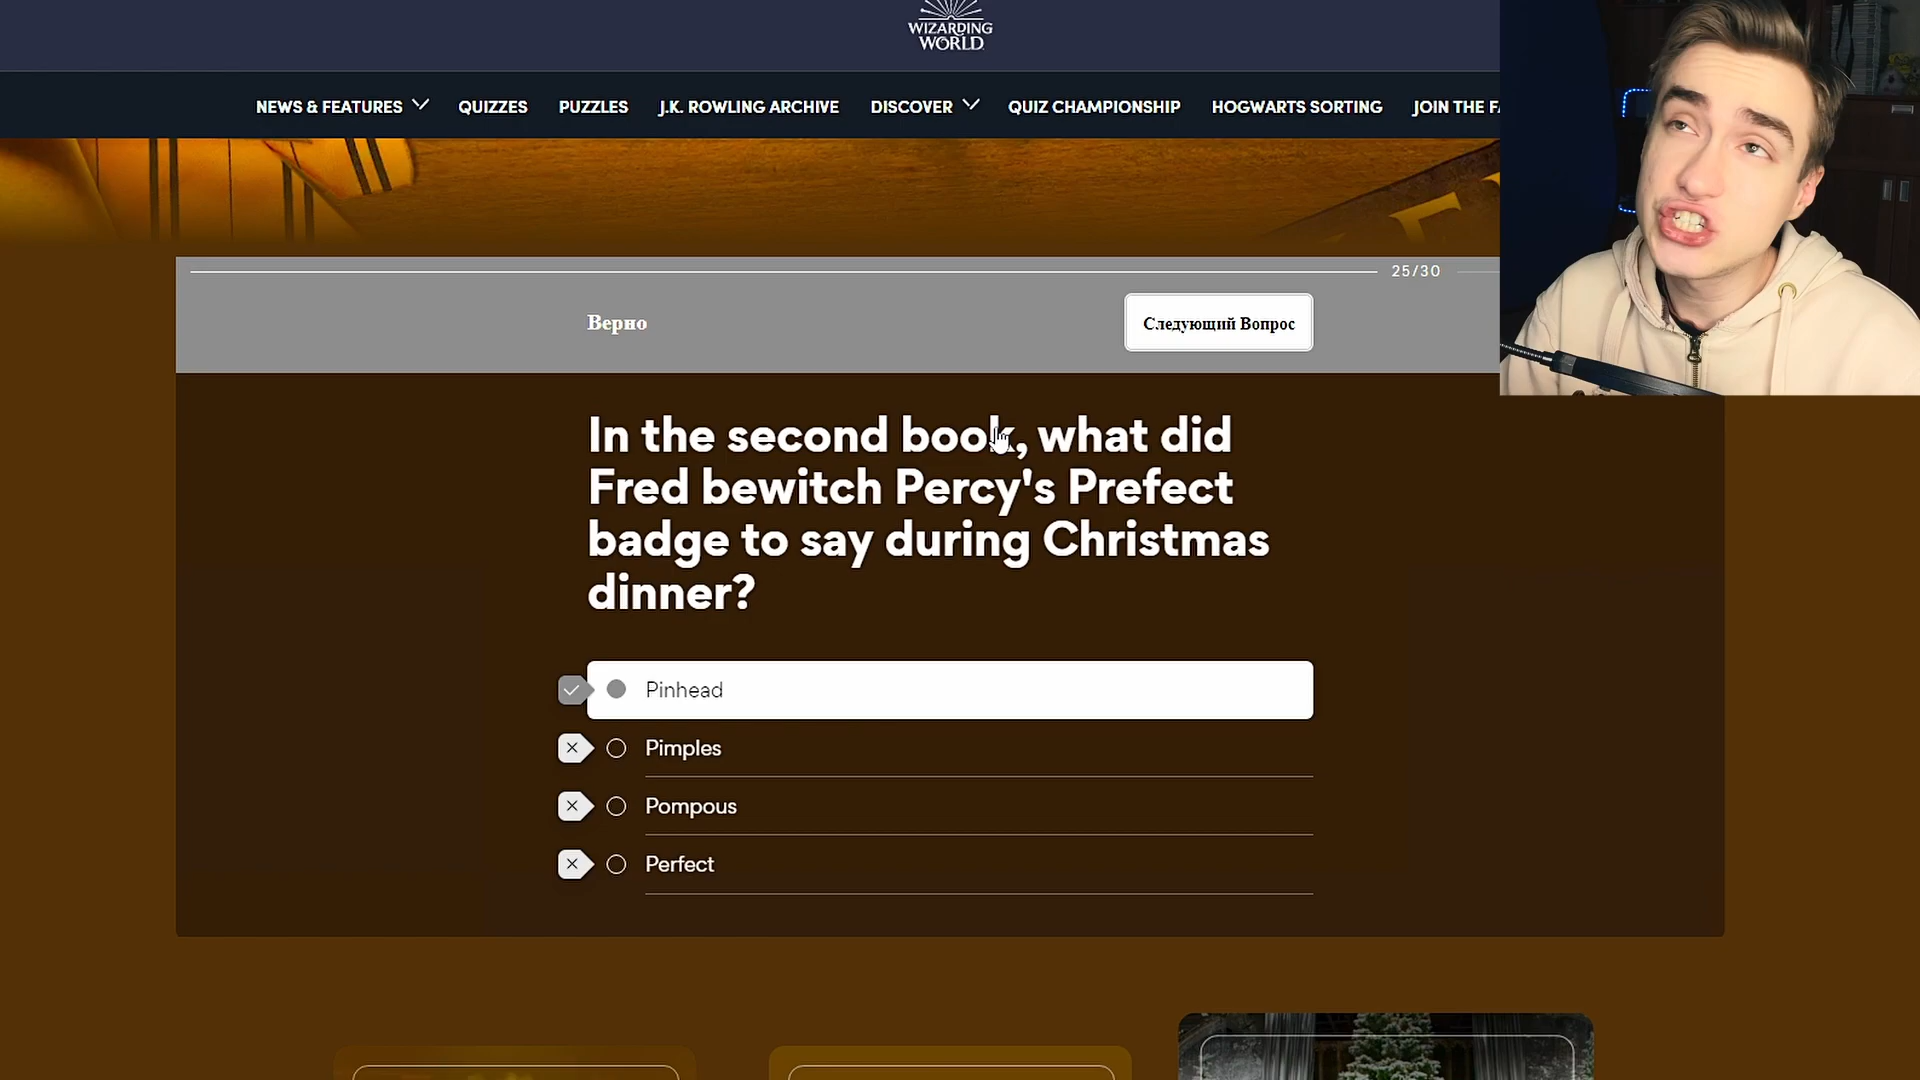 WIZARDING
WORLD
NEWS & FEATURES QUIZZES PUZZLES J.K. ROWLING ARCHIVE DISCOVER QUIZ CHAMPIONSHIP HOGWARTS SORTING JOIN THE
25/30
Верно
Следующий Вопрос
In the second book, what did
Fred bewitch Percy's Prefect
badge to say during Christmas
dinner?
Pinhead
Pimples
Pompous
Perfect